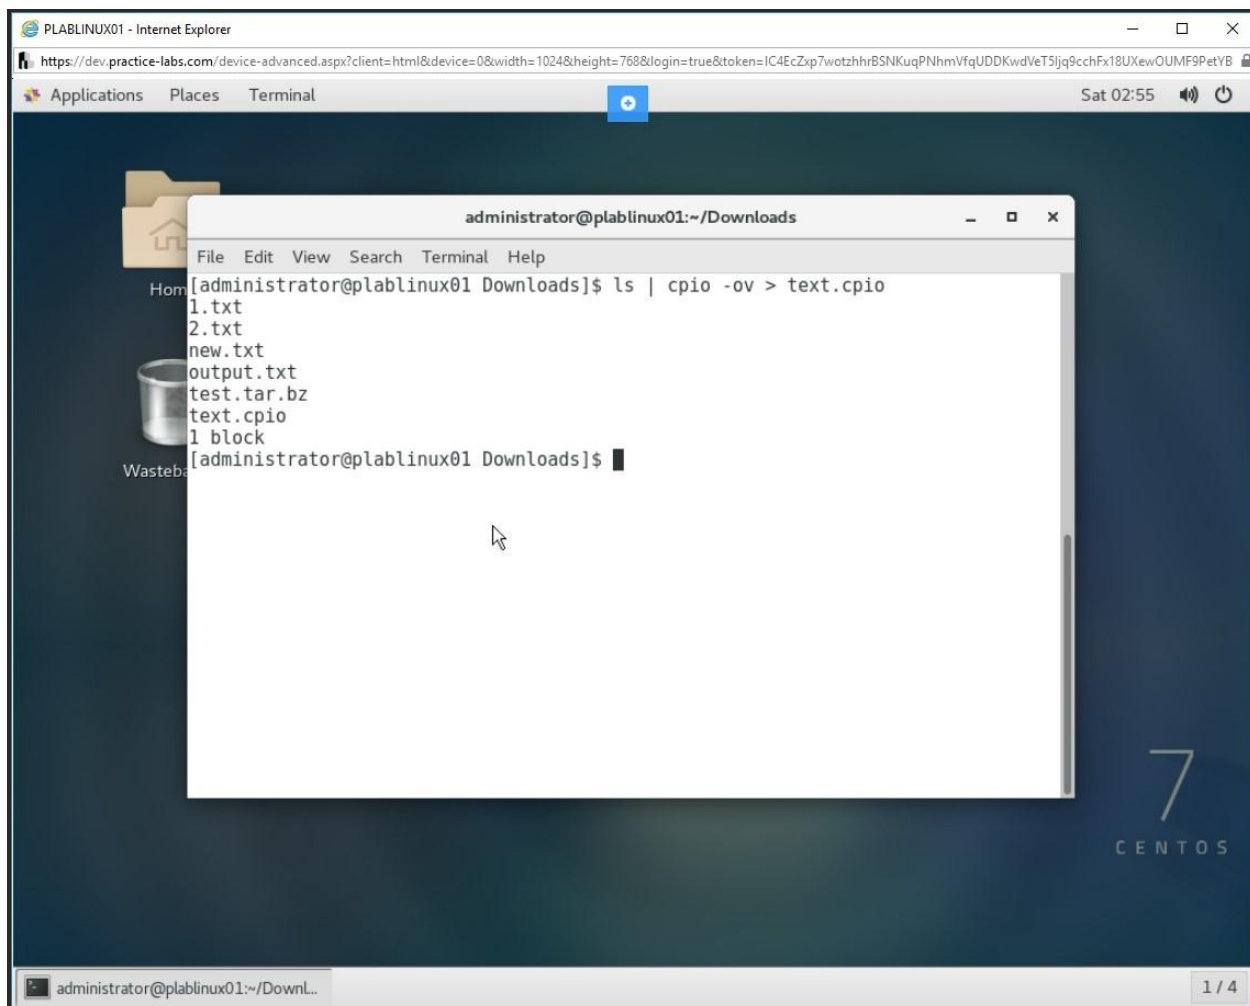 PLABLINUX01 - Internet Explorer
https://dev.practice-labs.com/device-advanced.aspx?client=html&device=0&width=1024&height=768&login=true&token=IC4EcZxp7wotzhhrBSNKuqPNhmVfqUDDKwdVeT5Ijq9cchFx18UXewOUMF9PetYB
Applications Places Terminal Sat 02:55
administrator@plablinux01:~/Downloads
File Edit View Search Terminal Help
Hom
[administrator@plablinux01 Downloads]$ ls | cpio -ov > text.cpio
1.txt
2.txt
new.txt
output.txt
test.tar.bz
text.cpio
1 block
[administrator@plablinux01 Downloads]$
Wasteba
7
CENTOS
administrator@plablinux01:~/Downl...
1 / 4